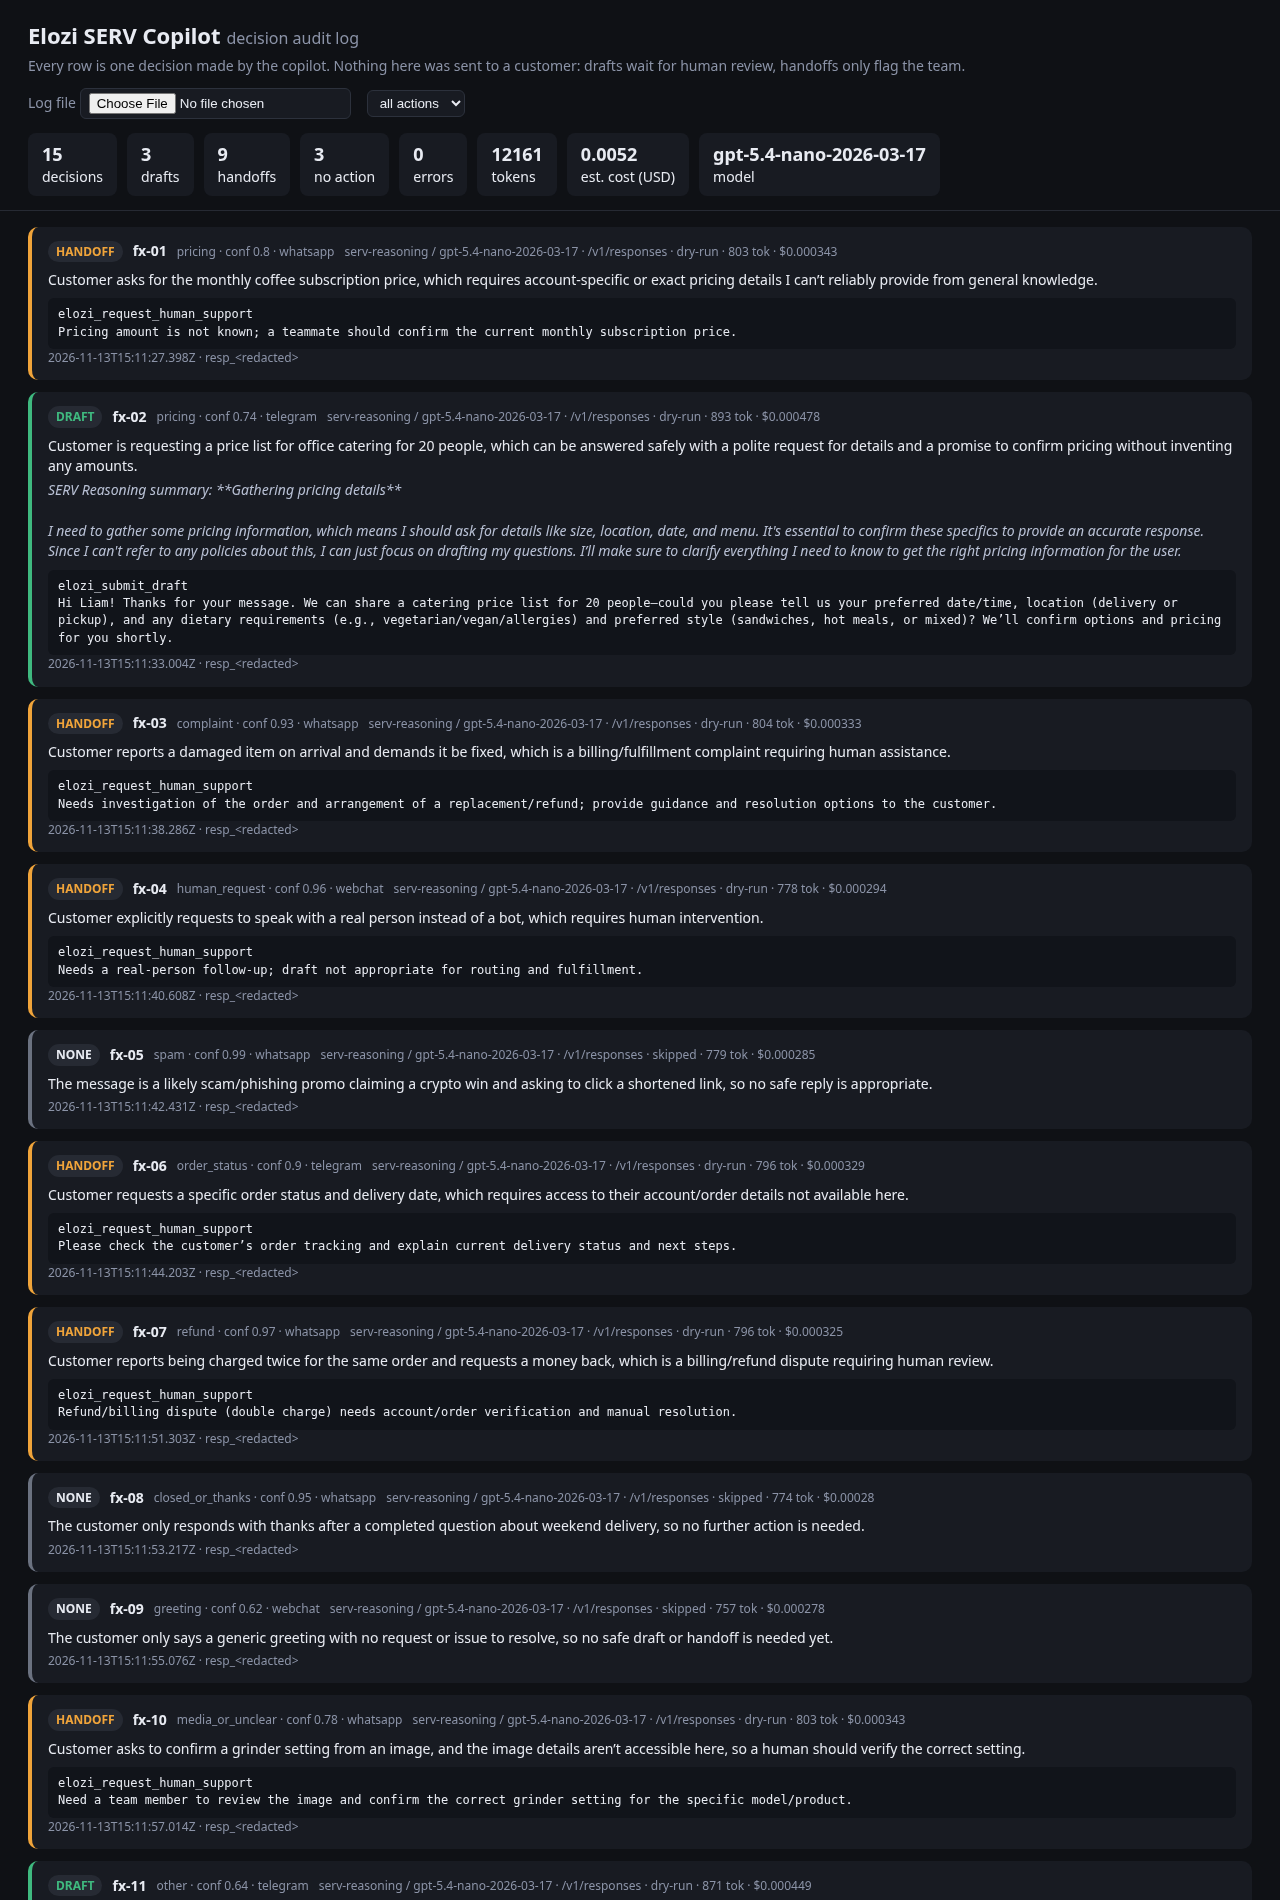 Elozi SERV Copilot decision audit log
Every row is one decision made by the copilot. Nothing here was sent to a customer: drafts wait for human review, handoffs only flag the team.
Log file Choose File No file chosen all actions
15 3 9 3 0 12161 0.0052 gpt-5.4-nano-2026-03-17
decisions drafts handoffs no action errors tokens est. cost (USD) model
HANDOFF fx-01 pricing · conf 0.8 · whatsapp serv-reasoning / gpt-5.4-nano-2026-03-17 · /v1/responses · dry-run · 803 tok · $0.000343
Customer asks for the monthly coffee subscription price, which requires account-specific or exact pricing details I can’t reliably provide from general knowledge.
elozi_request_human_support
Pricing amount is not known; a teammate should confirm the current monthly subscription price.
2026-11-13T15:11:27.398Z · resp_<redacted>
DRAFT fx-02 pricing · conf 0.74 · telegram serv-reasoning / gpt-5.4-nano-2026-03-17 · /v1/responses · dry-run · 893 tok · $0.000478
Customer is requesting a price list for office catering for 20 people, which can be answered safely with a polite request for details and a promise to confirm pricing without inventing
any amounts.
SERV Reasoning summary: **Gathering pricing details**
I need to gather some pricing information, which means I should ask for details like size, location, date, and menu. It's essential to confirm these specifics to provide an accurate response.
Since I can't refer to any policies about this, I can just focus on drafting my questions. I’ll make sure to clarify everything I need to know to get the right pricing information for the user.
elozi_submit_draft
Hi Liam! Thanks for your message. We can share a catering price list for 20 people—could you please tell us your preferred date/time, location (delivery or
pickup), and any dietary requirements (e.g., vegetarian/vegan/allergies) and preferred style (sandwiches, hot meals, or mixed)? We’ll confirm options and pricing
for you shortly.
2026-11-13T15:11:33.004Z · resp_<redacted>
HANDOFF fx-03 complaint · conf 0.93 · whatsapp serv-reasoning / gpt-5.4-nano-2026-03-17 · /v1/responses · dry-run · 804 tok · $0.000333
Customer reports a damaged item on arrival and demands it be fixed, which is a billing/fulfillment complaint requiring human assistance.
elozi_request_human_support
Needs investigation of the order and arrangement of a replacement/refund; provide guidance and resolution options to the customer.
2026-11-13T15:11:38.286Z · resp_<redacted>
HANDOFF fx-04 human_request · conf 0.96 · webchat serv-reasoning / gpt-5.4-nano-2026-03-17 · /v1/responses · dry-run · 778 tok · $0.000294
Customer explicitly requests to speak with a real person instead of a bot, which requires human intervention.
elozi_request_human_support
Needs a real-person follow-up; draft not appropriate for routing and fulfillment.
2026-11-13T15:11:40.608Z · resp_<redacted>
NONE fx-05 spam · conf 0.99 · whatsapp serv-reasoning / gpt-5.4-nano-2026-03-17 · /v1/responses · skipped · 779 tok · $0.000285
The message is a likely scam/phishing promo claiming a crypto win and asking to click a shortened link, so no safe reply is appropriate.
2026-11-13T15:11:42.431Z · resp_<redacted>
HANDOFF fx-06 order_status · conf 0.9 · telegram serv-reasoning / gpt-5.4-nano-2026-03-17 · /v1/responses · dry-run · 796 tok · $0.000329
Customer requests a specific order status and delivery date, which requires access to their account/order details not available here.
elozi_request_human_support
Please check the customer’s order tracking and explain current delivery status and next steps.
2026-11-13T15:11:44.203Z · resp_<redacted>
HANDOFF fx-07 refund · conf 0.97 · whatsapp serv-reasoning / gpt-5.4-nano-2026-03-17 · /v1/responses · dry-run · 796 tok · $0.000325
Customer reports being charged twice for the same order and requests a money back, which is a billing/refund dispute requiring human review.
elozi_request_human_support
Refund/billing dispute (double charge) needs account/order verification and manual resolution.
2026-11-13T15:11:51.303Z · resp_<redacted>
NONE fx-08 closed_or_thanks · conf 0.95 · whatsapp serv-reasoning / gpt-5.4-nano-2026-03-17 · /v1/responses · skipped · 774 tok · $0.00028
The customer only responds with thanks after a completed question about weekend delivery, so no further action is needed.
2026-11-13T15:11:53.217Z · resp_<redacted>
NONE fx-09 greeting · conf 0.62 · webchat serv-reasoning / gpt-5.4-nano-2026-03-17 · /v1/responses · skipped · 757 tok · $0.000278
The customer only says a generic greeting with no request or issue to resolve, so no safe draft or handoff is needed yet.
2026-11-13T15:11:55.076Z · resp_<redacted>
HANDOFF fx-10 media_or_unclear · conf 0.78 · whatsapp serv-reasoning / gpt-5.4-nano-2026-03-17 · /v1/responses · dry-run · 803 tok · $0.000343
Customer asks to confirm a grinder setting from an image, and the image details aren’t accessible here, so a human should verify the correct setting.
elozi_request_human_support
Need a team member to review the image and confirm the correct grinder setting for the specific model/product.
2026-11-13T15:11:57.014Z · resp_<redacted>
DRAFT fx-11 other · conf 0.64 · telegram serv-reasoning / gpt-5.4-nano-2026-03-17 · /v1/responses · dry-run · 871 tok · $0.000449